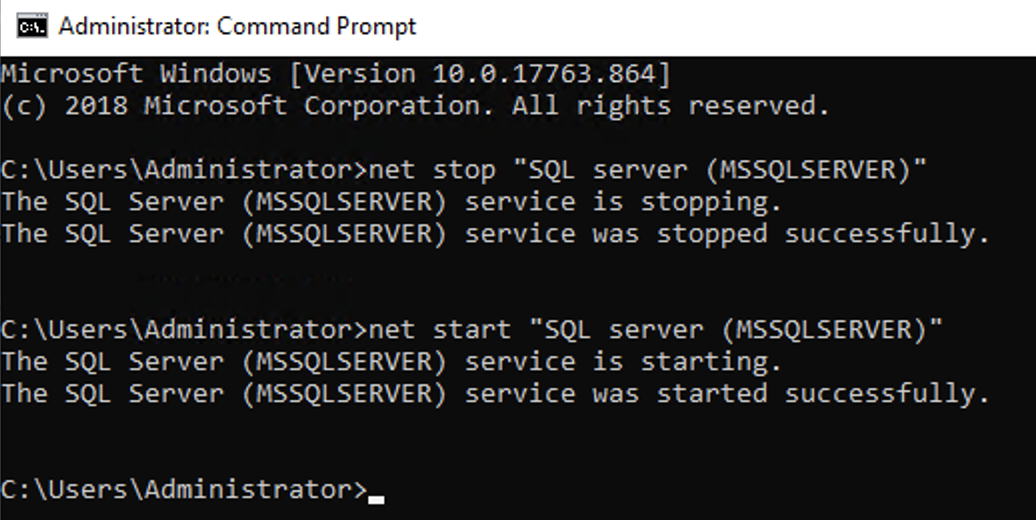 Administrator: Command Prompt
Microsoft Windows [Version 10.0.17763.864]
(c) 2018 Microsoft Corporation. All rights reserved.
C:\Users\Administrator>net stop "SQL server (MSSQLSERVER)"
The SQL Server (MSSQLSERVER) service is stopping.
The SQL Server (MSSQLSERVER) service was stopped successfully.
C:\Users\Administrator>net start "SQL server (MSSQLSERVER)"
The SQL Server (MSSQLSERVER) service is starting.
The SQL Server (MSSQLSERVER) service was started successfully.
C:\Users\Administrator>